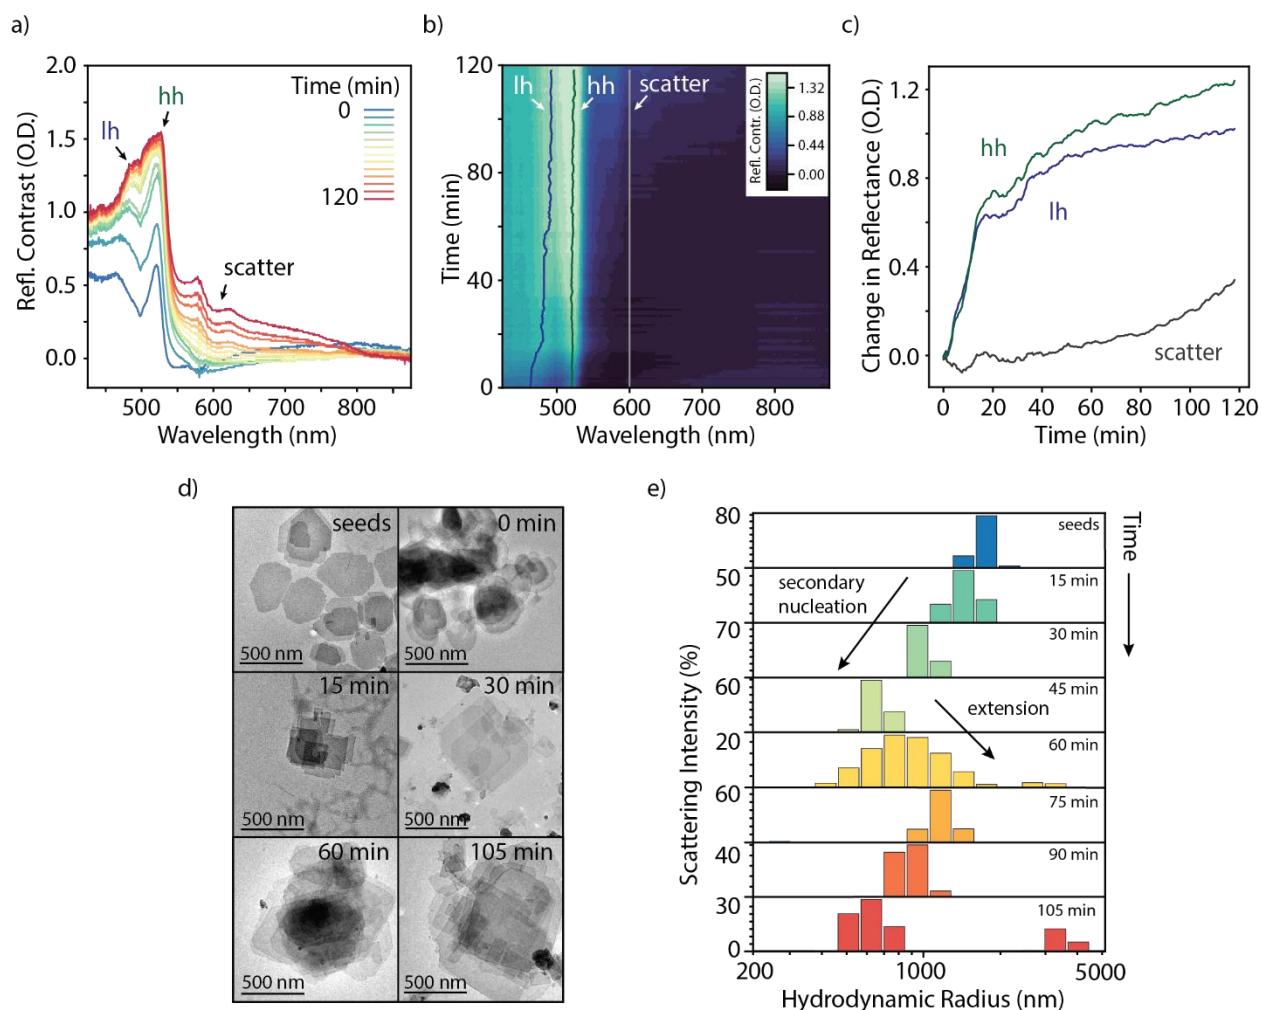 a)
2.0
1.5
1.0
0.5
0.0
Refl. Contrast (O.D.)
lh
hh
Time (min)
0
120
scatter
500
600
700
800
Wavelength (nm)
b)
120
80
40
0
Time (min)
lh
hh
scatter
Refl. Contr. (O.D.)
1.32
0.88
0.44
0.00
500
600
700
800
Wavelength (nm)
c)
1.2
0.8
0.4
0.0
Change in Reflectance (O.D.)
hh
lh
scatter
0
20
40
60
80
100
120
Time (min)
d)
seeds
500 nm
0 min
500 nm
15 min
500 nm
30 min
500 nm
60 min
500 nm
105 min
500 nm
e)
Scattering Intensity (%)
80
seeds
50
15 min
secondary
nucleation
0
70
30 min
0
60
45 min
extension
0
20
60 min
0
60
75 min
0
40
90 min
0
30
105 min
0
Time
200
1000
5000
Hydrodynamic Radius (nm)